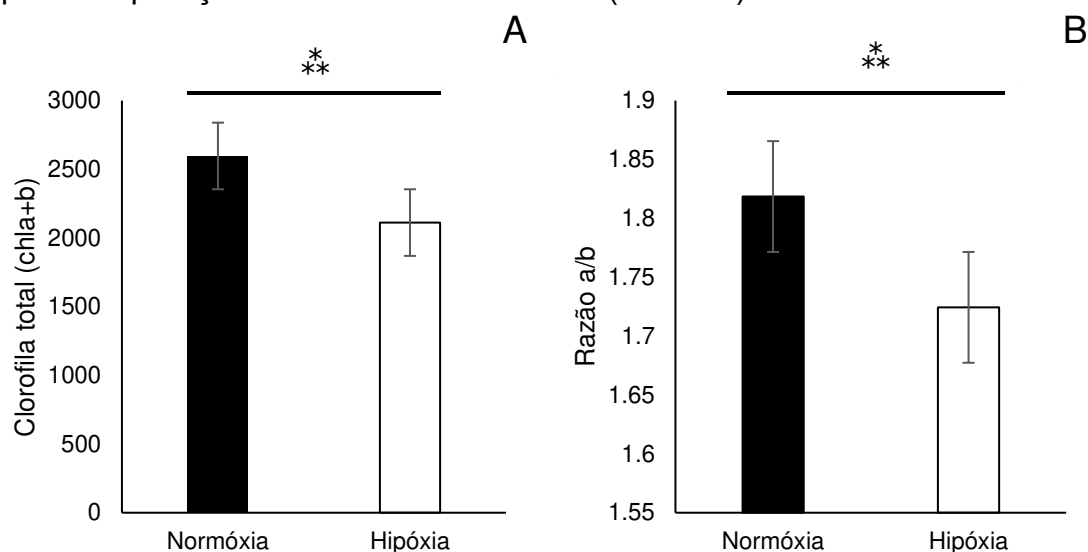 A
⁂
3000
2500
2000
1500
1000
500
0
Clorofila total (chla+b)
Normóxia
Hipóxia
B
⁂
1.9
1.85
1.8
1.75
1.7
1.65
1.6
1.55
Razão a/b
Normóxia
Hipóxia